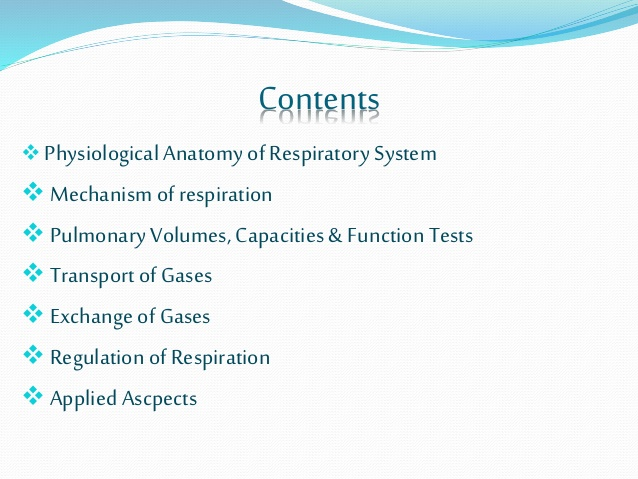 Contents
Physiological Anatomy of Respiratory System
Mechanism of respiration
Pulmonary Volumes, Capacities & Function Tests
Transport of Gases
Exchange of Gases
Regulation of Respiration
Applied Ascpects